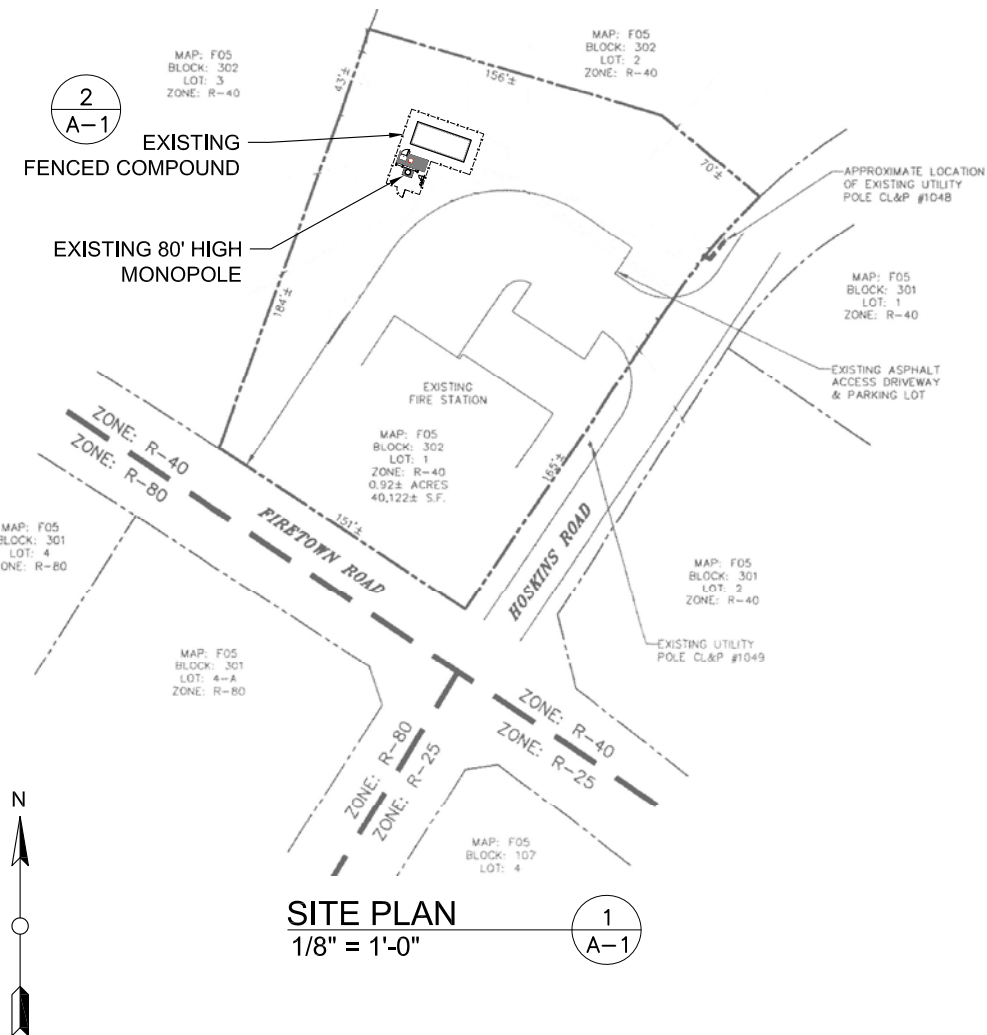 MAP: F05
BLOCK: 302
LOT: 3
ZONE: R-40
MAP: F05
BLOCK: 302
LOT: 2
ZONE: R-40
43'±
156'±
70'±
2
A-1
EXISTING
FENCED COMPOUND
EXISTING 80' HIGH
MONOPOLE
APPROXIMATE LOCATION
OF EXISTING UTILITY
POLE CL&P #1048
184'±
MAP: F05
BLOCK: 301
LOT: 1
ZONE: R-40
EXISTING ASPHALT
ACCESS DRIVEWAY
& PARKING LOT
EXISTING
FIRE STATION
MAP: F05
BLOCK: 302
LOT: 1
ZONE: R-40
0.92± ACRES
40,122± S.F.
165'±
151'±
ZONE: R-40
ZONE: R-80
FIRETOWN ROAD
HOSKINS ROAD
MAP: F05
BLOCK: 301
LOT: 4
ZONE: R-80
MAP: F05
BLOCK: 301
LOT: 2
ZONE: R-40
EXISTING UTILITY
POLE CL&P #1049
MAP: F05
BLOCK: 301
LOT: 4-A
ZONE: R-80
ZONE: R-40
ZONE: R-25
ZONE: R-80
ZONE: R-25
MAP: F05
BLOCK: 107
LOT: 4
N
SITE PLAN
1/8" = 1'-0"
1
A-1